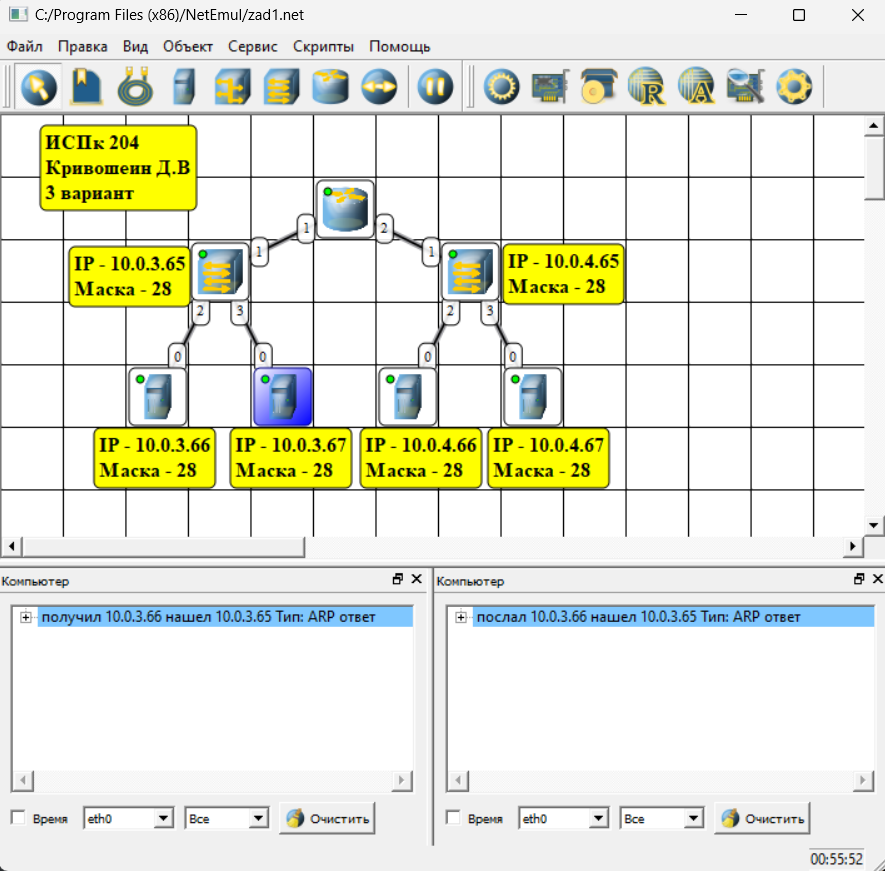 C:/Program Files (x86)/NetEmul/zad1.net
Файл Правка Вид Объект Сервис Скрипты Помощь
R A
ИСПк 204
Кривошеин Д.В
3 вариант
1 2
1 1
IP - 10.0.3.65
Маска - 28
IP - 10.0.4.65
Маска - 28
2 3 2 3
0 0 0 0
IP - 10.0.3.66
Маска - 28
IP - 10.0.3.67
Маска - 28
IP - 10.0.4.66
Маска - 28
IP - 10.0.4.67
Маска - 28
Компьютер
получил 10.0.3.66 нашел 10.0.3.65 Тип: ARP ответ
Время eth0 Все Очистить
Компьютер
послал 10.0.3.66 нашел 10.0.3.65 Тип: ARP ответ
Время eth0 Все Очистить
00:55:52